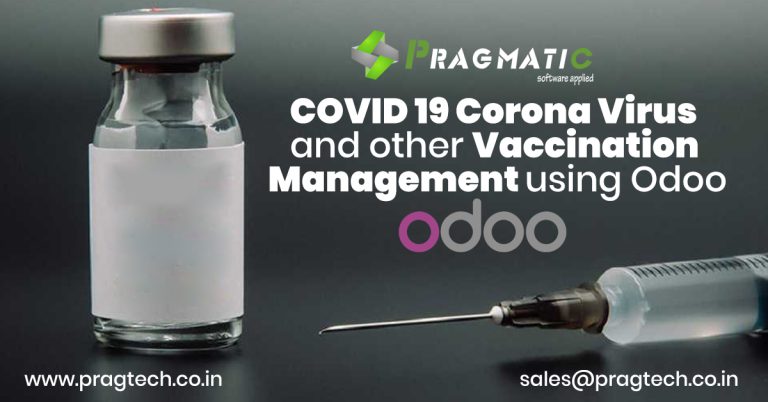 PRAGMATIC
software applied
COVID 19 Corona Virus
and other Vaccination
Management using Odoo
odoo
www.pragtech.co.in
sales@pragtech.co.in